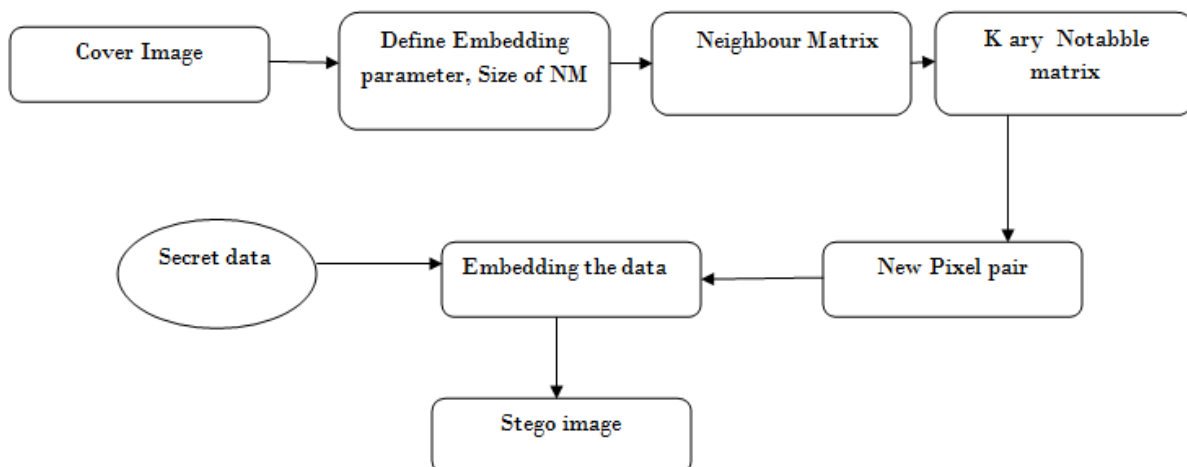 Cover Image
Define Embedding
parameter, Size of NM
Neighbour Matrix
K ary Notabble
matrix
Secret data
Embedding the data
New Pixel pair
Stego image